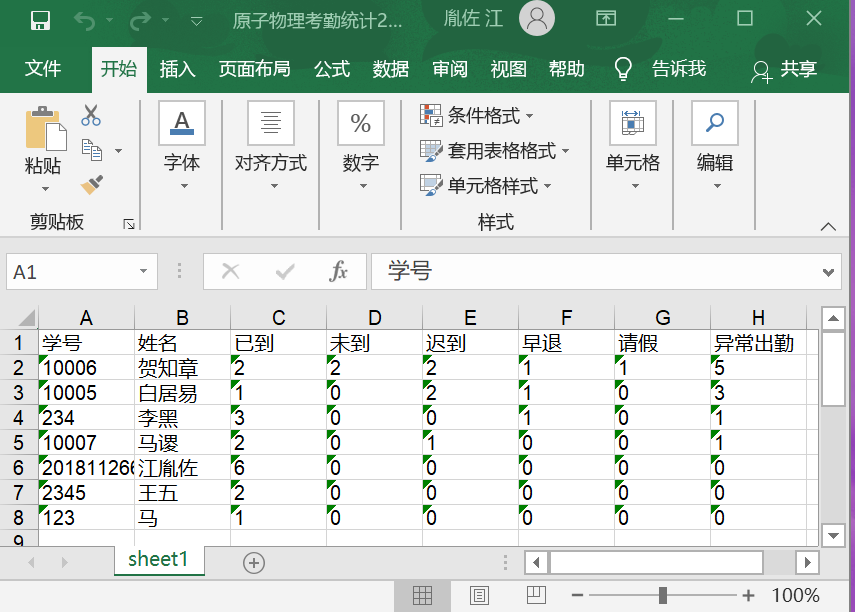 原子物理考勤统计2... 胤佐 江
文件 开始 插入 页面布局 公式 数据 审阅 视图 帮助 告诉我 共享
粘贴
剪贴板
A
字体
对齐方式
%
数字
条件格式
套用表格格式
单元格样式
样式
单元格
编辑
A1 fx 学号
A B C D E F G H
1 学号 姓名 已到 未到 迟到 早退 请假 异常出勤
2 10006 贺知章 2 2 2 1 1 5
3 10005 白居易 1 0 2 1 0 3
4 234 李黑 3 0 0 1 0 1
5 10007 马谡 2 0 1 0 0 1
6 201811266 江胤佐 6 0 0 0 0 0
7 2345 王五 2 0 0 0 0 0
8 123 马 1 0 0 0 0 0
9
sheet1
100%